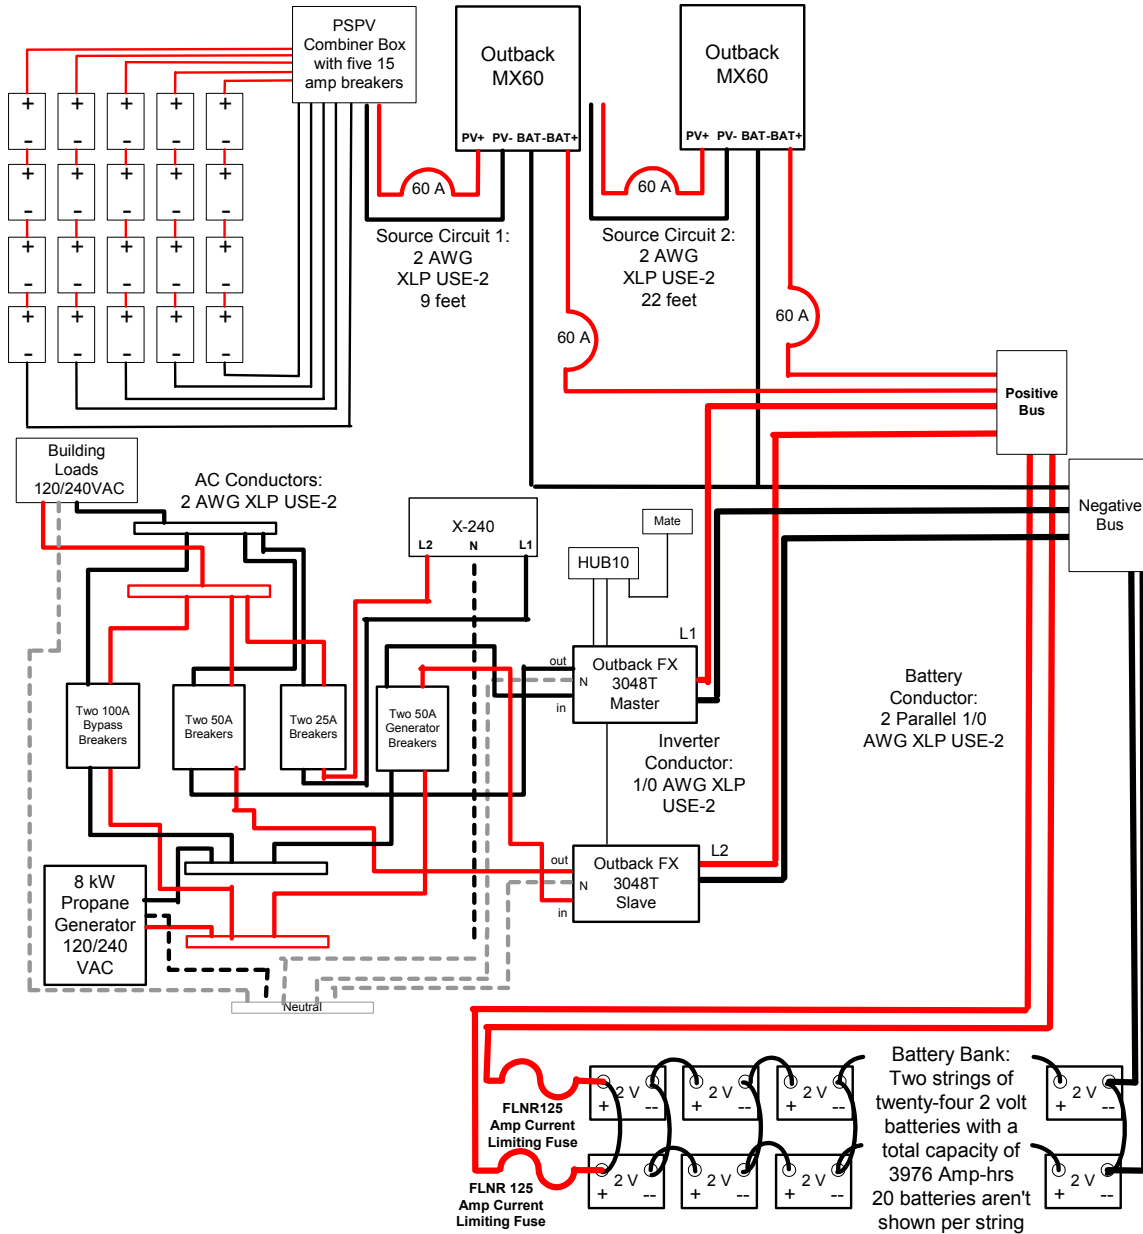 PSPV
Combiner Box
with five 15
amp breakers
Outback
MX60
PV+ PV- BAT-BAT+
Outback
MX60
PV+ PV- BAT-BAT+
60 A
60 A
Source Circuit 1:
2 AWG
XLP USE-2
9 feet
Source Circuit 2:
2 AWG
XLP USE-2
22 feet
60 A
60 A
+ + + + +
- - - - -
+ + + + +
- - - - -
+ + + + +
- - - - -
+ + + + +
- - - - -
Positive
Bus
Negative
Bus
Building
Loads
120/240VAC
AC Conductors:
2 AWG XLP USE-2
X-240
L2 N L1
Mate
HUB10
L1
out
N
in
Outback FX
3048T
Master
Two 100A
Bypass
Breakers
Two 50A
Breakers
Two 25A
Breakers
Two 50A
Generator
Breakers
Battery
Conductor:
2 Parallel 1/0
AWG XLP USE-2
Inverter
Conductor:
1/0 AWG XLP
USE-2
L2
out
N
in
Outback FX
3048T
Slave
8 kW
Propane
Generator
120/240
VAC
Neutral
FLNR125
Amp Current
Limiting Fuse
FLNR 125
Amp Current
Limiting Fuse
+ 2 V --
+ 2 V --
+ 2 V --
+ 2 V --
+ 2 V --
+ 2 V --
+ 2 V --
+ 2 V --
Battery Bank:
Two strings of
twenty-four 2 volt
batteries with a
total capacity of
3976 Amp-hrs
20 batteries aren't
shown per string